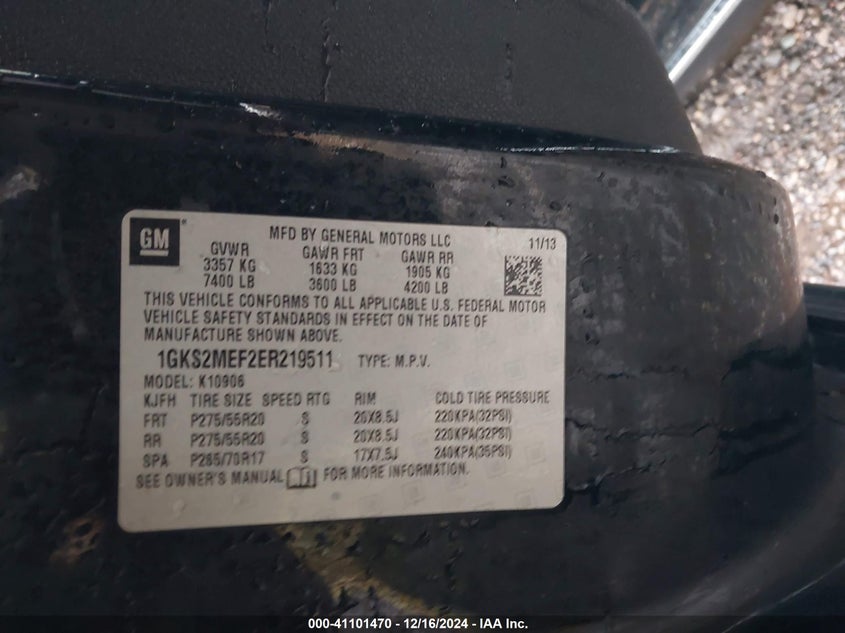 GM
MFD BY GENERAL MOTORS LLC 11/13
GVWR GAWR FRT GAWR RR
3357 KG 1633 KG 1905 KG
7400 LB 3600 LB 4200 LB
THIS VEHICLE CONFORMS TO ALL APPLICABLE U.S. FEDERAL MOTOR
VEHICLE SAFETY STANDARDS IN EFFECT ON THE DATE OF
MANUFACTURE SHOWN ABOVE.
1GKS2MEF2ER219511 TYPE: M.P.V.
MODEL: K10906
KJFH TIRE SIZE SPEED RTG RIM COLD TIRE PRESSURE
FRT P275/55R20 S 20X8.5J 220KPA(32PSI)
RR P275/55R20 S 20X8.5J 220KPA(32PSI)
SPA P265/70R17 S 17X7.5J 240KPA(35PSI)
SEE OWNER'S MANUAL FOR MORE INFORMATION.
000-41101470 - 12/16/2024 - IAA Inc.